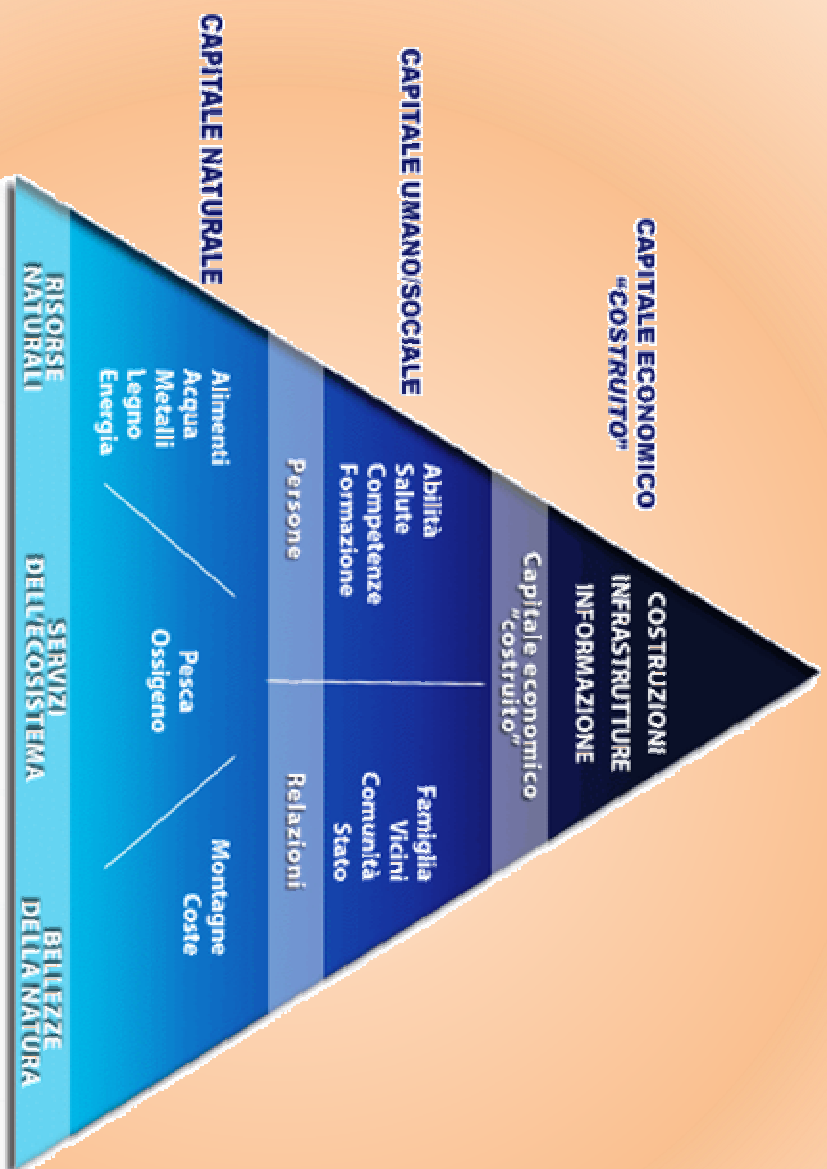 CAPITALE ECONOMICO
"COSTRUITO"
COSTRUZIONI
INFRASTRUTTURE
INFORMAZIONE
Capitale economico
"costruito"
CAPITALE UMANO/SOCIALE
Abilità
Salute
Competenze
Formazione
Famiglia
Vicini
Comunità
Stato
Persone
Relazioni
CAPITALE NATURALE
Alimenti
Acqua
Metalli
Legno
Energia
Pesca
Ossigeno
Montagne
Coste
RISORSE
NATURALI
SERVIZI
DELL'ECOSISTEMA
BELLEZZE
DELLA NATURA